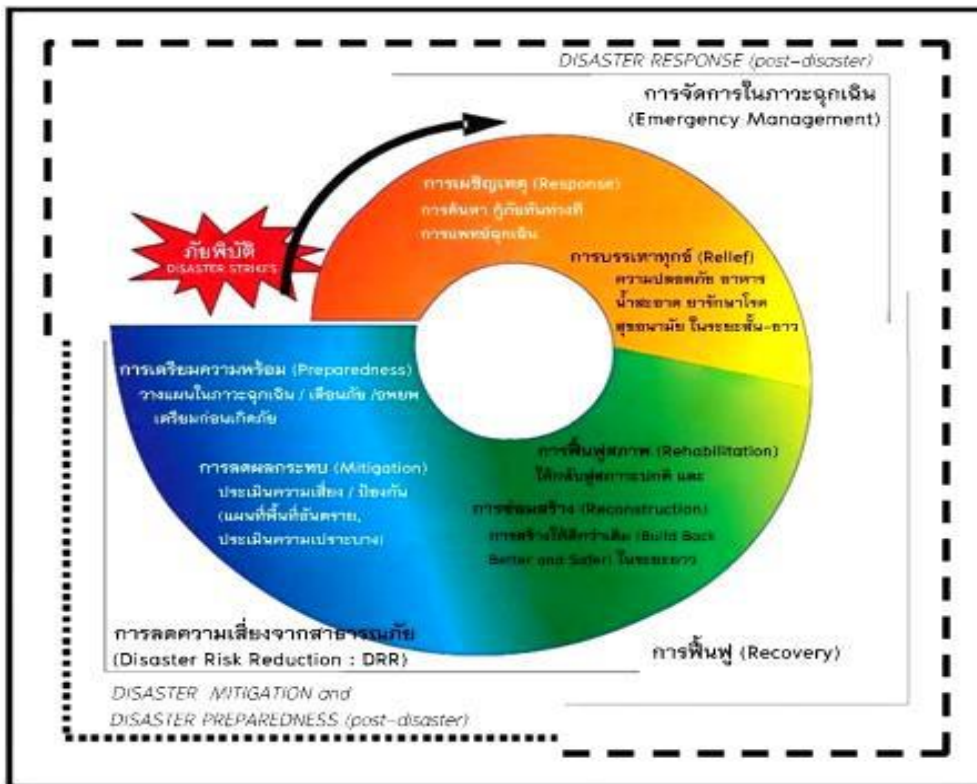 DISASTER RESPONSE (post-disaster)
การจัดการในภาวะฉุกเฉิน
(Emergency Management)
การเผชิญเหตุ (Response)
การค้นหา กู้ภัยทันท่วงที
การแพทย์ฉุกเฉิน
ภัยพิบัติ
DISASTER STRIKES
การบรรเทาทุกข์ (Relief)
ความปลอดภัย อาหาร
น้ำสะอาด ยารักษาโรค
สุขอนามัย ในระยะสั้น-ยาว
การเตรียมความพร้อม (Preparedness)
วางแผนในภาวะฉุกเฉิน / เตือนภัย /อพยพ
เตรียมก่อนเกิดภัย
การลดผลกระทบ (Mitigation)
ประเมินความเสี่ยง / ป้องกัน
(แผนที่พื้นที่อันตราย,
ประเมินความเปราะบาง)
การฟื้นฟูสภาพ (Rehabilitation)
ให้กลับสู่สภาวะปกติ และ
การซ่อมสร้าง (Reconstruction)
การสร้างให้ดีกว่าเดิม (Build Back
Better and Safer) ในระยะยาว
การลดความเสี่ยงจากสาธารณภัย
(Disaster Risk Reduction : DRR)
การฟื้นฟู (Recovery)
DISASTER MITIGATION and
DISASTER PREPAREDNESS (post-disaster)